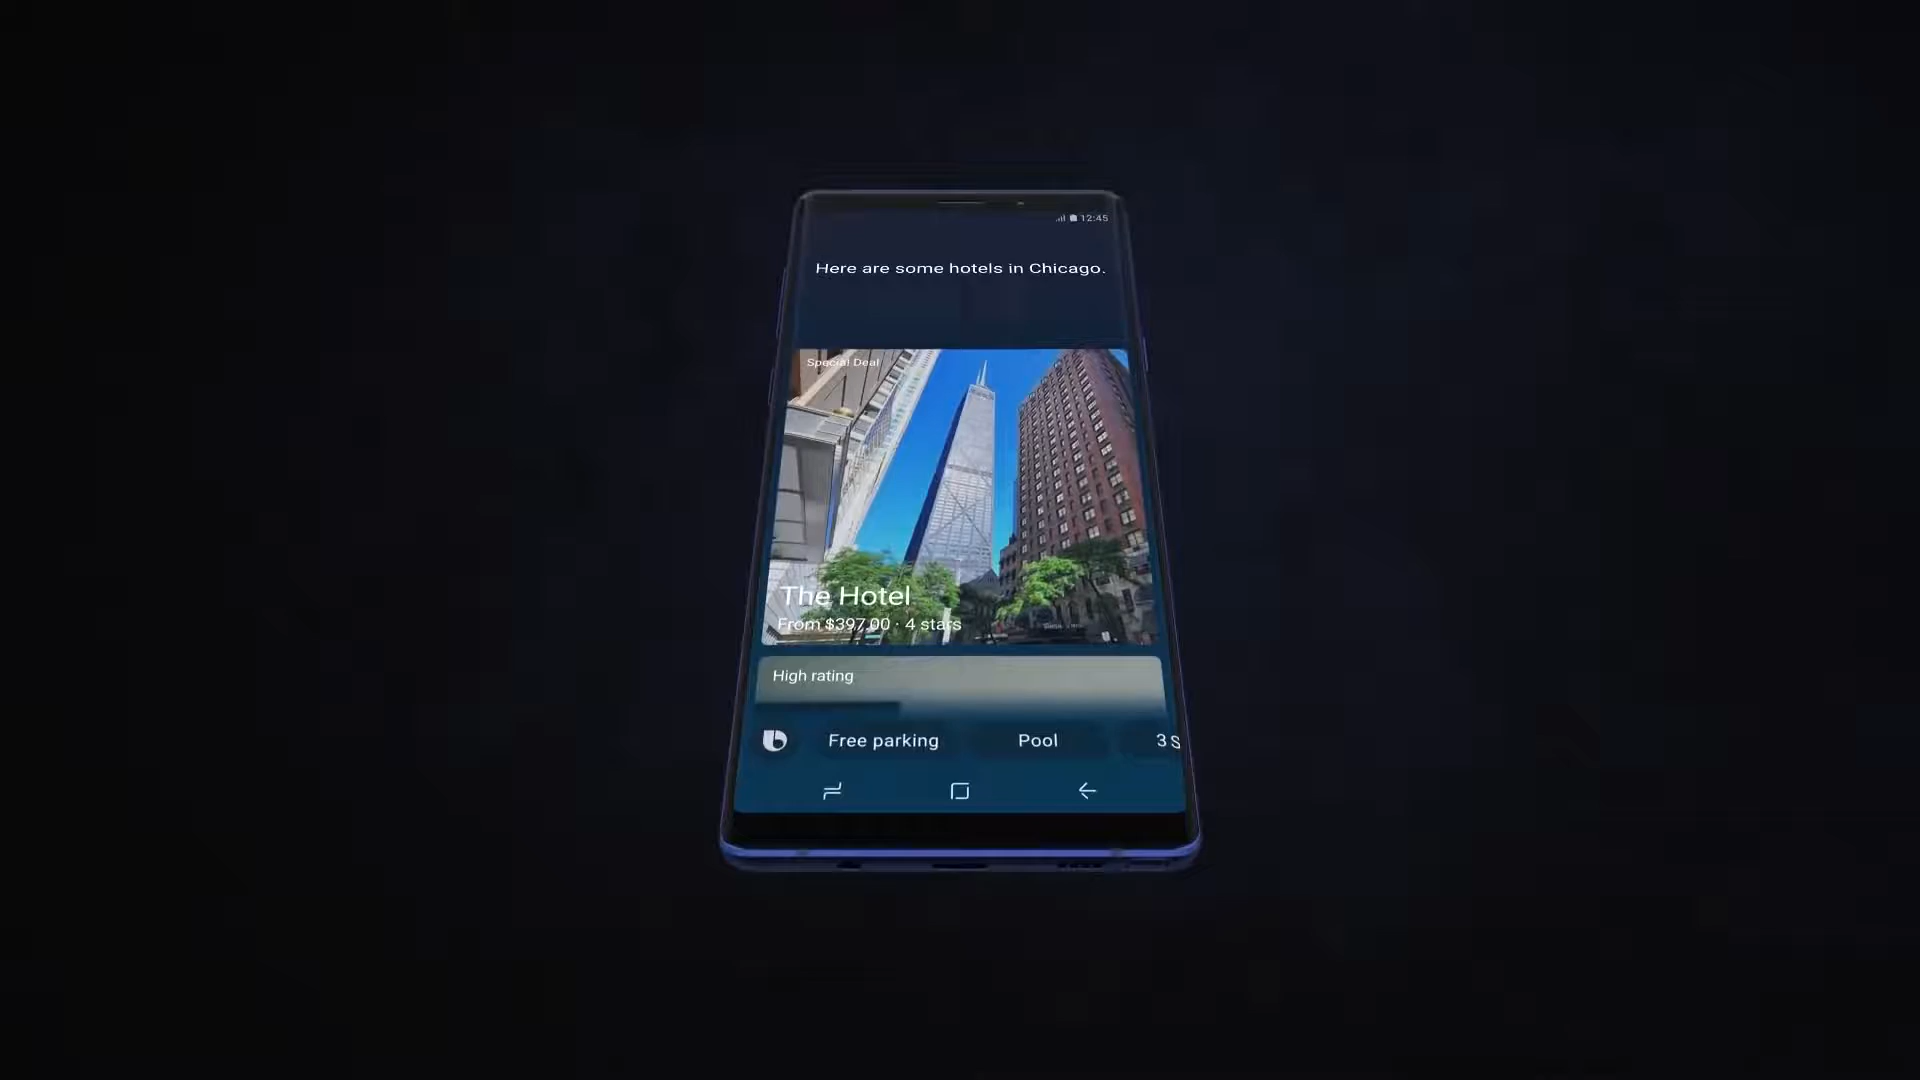 12:45
Here are some hotels in Chicago.
Special Deal
The Hotel
From $397.00 · 4 stars
High rating
Free parking
Pool
3 S